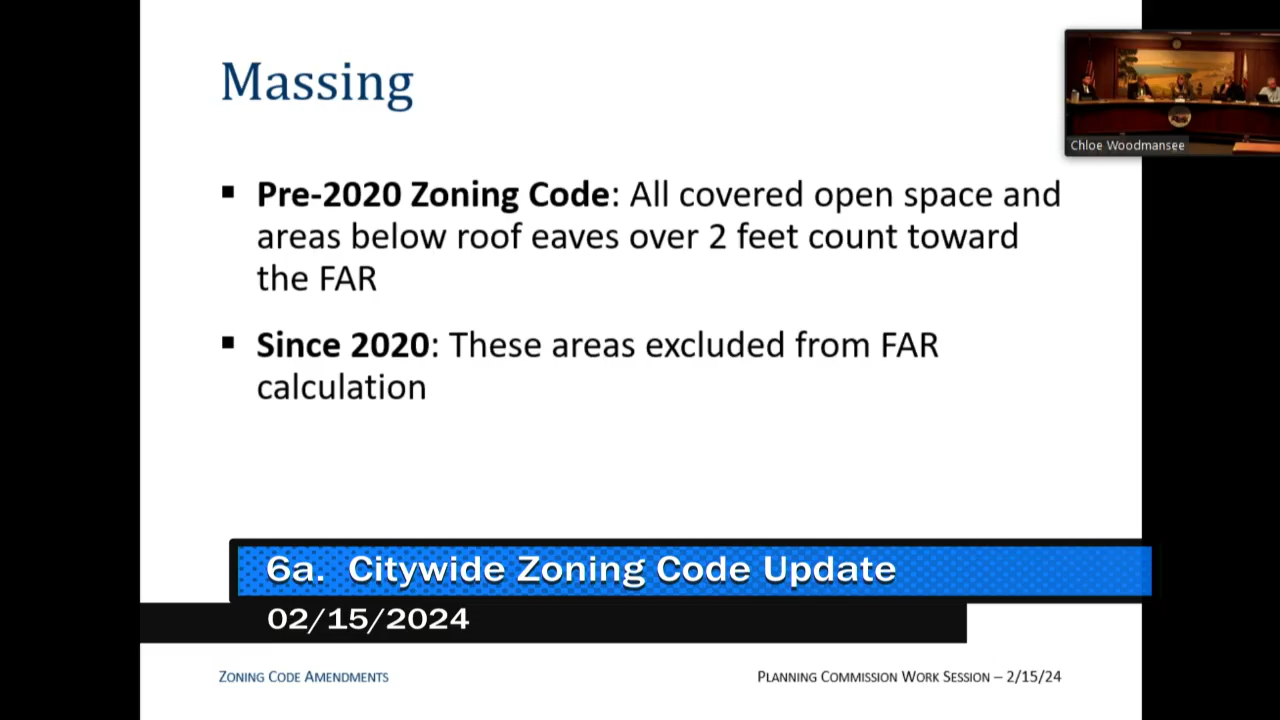 Massing
Chloe Woodmansee
▪ Pre-2020 Zoning Code: All covered open space and
areas below roof eaves over 2 feet count toward
the FAR
▪ Since 2020: These areas excluded from FAR
calculation
6a. Citywide Zoning Code Update
02/15/2024
ZONING CODE AMENDMENTS
PLANNING COMMISSION WORK SESSION – 2/15/24